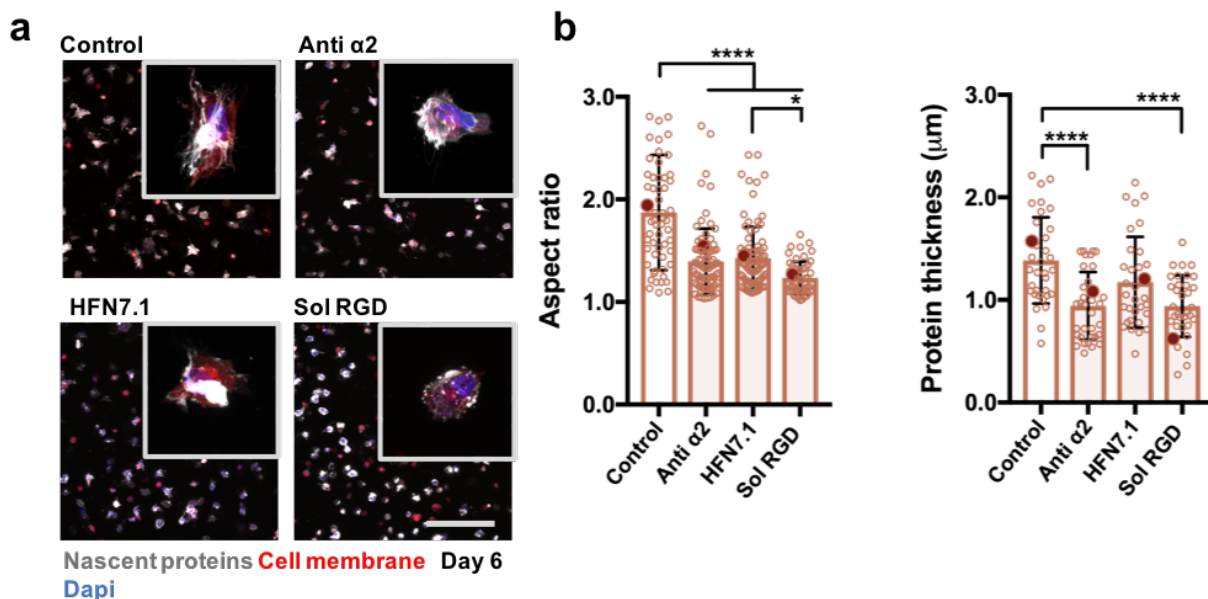 a
Control
Anti α2
HFN7.1
Sol RGD
Nascent proteins Cell membrane Day 6
Dapi
b
Aspect ratio
3.0
2.0
1.0
0.0
****
*
Control
Anti α2
HFN7.1
Sol RGD
Protein thickness (μm)
3.0
2.0
1.0
0.0
****
****
Control
Anti α2
HFN7.1
Sol RGD